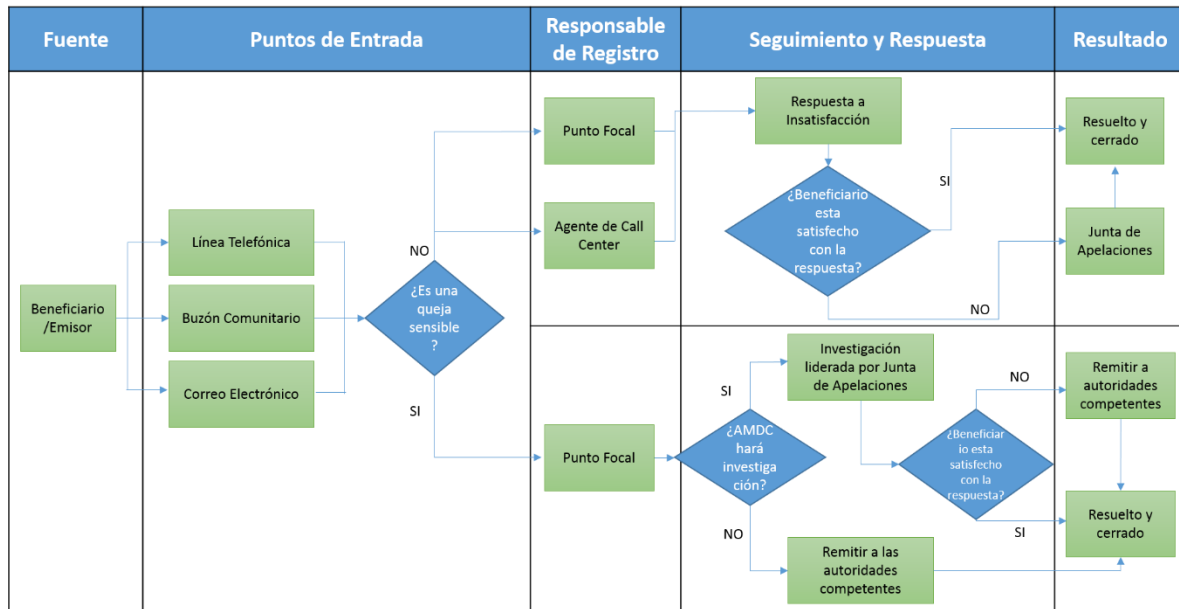 Fuente
Puntos de Entrada
Responsable
de Registro
Seguimiento y Respuesta
Resultado
Beneficiario
/Emisor
Línea Telefónica
Buzón Comunitario
Correo Electrónico
¿Es una
queja
sensible
?
NO
SI
Punto Focal
Agente de Call
Center
Respuesta a
Insatisfacción
¿Beneficiario
esta
satisfecho
con la
respuesta?
SI
NO
Resuelto y
cerrado
Junta de
Apelaciones
Punto Focal
¿AMDC
hará
investig
ación?
SI
NO
Investigación
liderada por Junta
de Apelaciones
Remitir a las
autoridades
competentes
¿Beneficiar
io esta
satisfecho
con la
respuesta?
NO
SI
Remitir a
autoridades
competentes
Resuelto y
cerrado